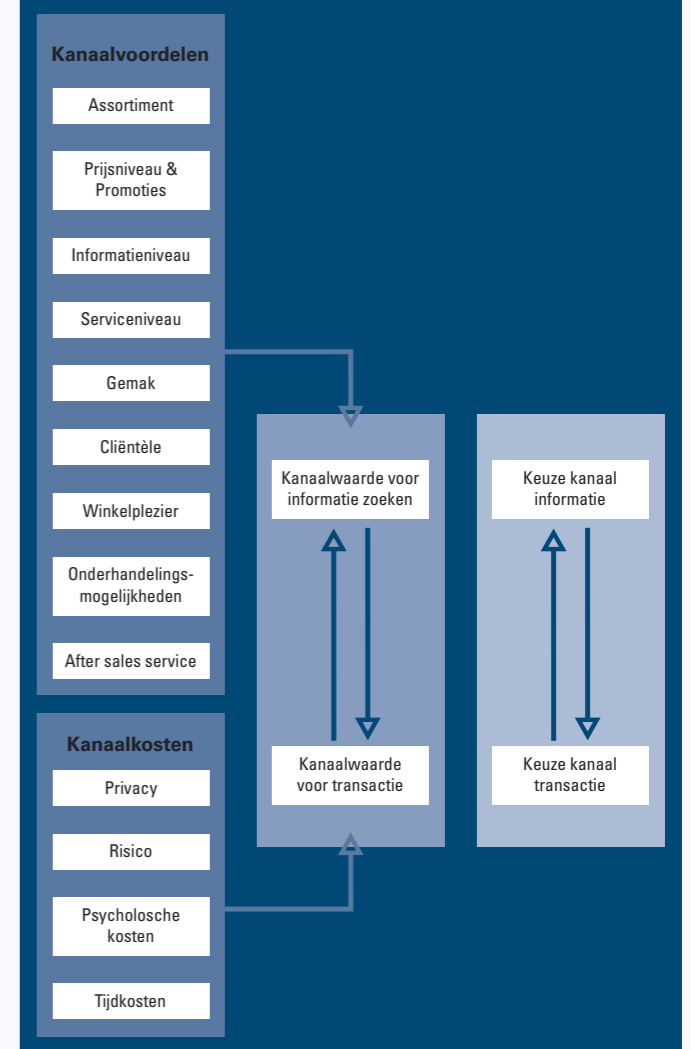 Kanaalvoordelen
Assortiment
Prijsniveau &
Promoties
Informatieniveau
Serviceniveau
Gemak
Cliëntèle
Winkelplezier
Onderhandelings-
mogelijkheden
After sales service
Kanaalkosten
Privacy
Risico
Psycholosche
kosten
Tijdkosten
Kanaalwaarde voor
informatie zoeken
Kanaalwaarde
voor transactie
Keuze kanaal
informatie
Keuze kanaal
transactie